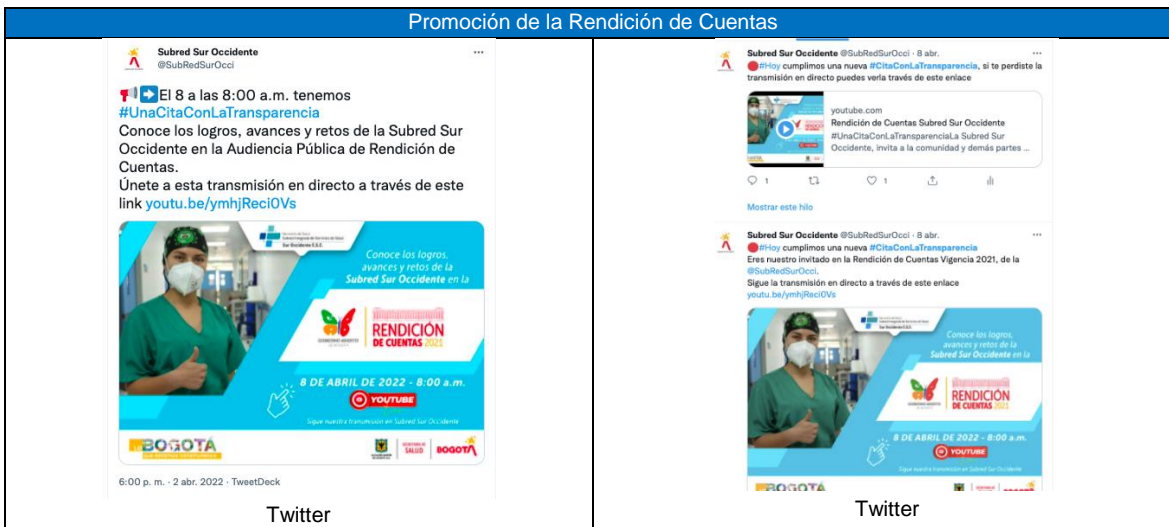 Promoción de la Rendición de Cuentas
Subred Sur Occidente
@SubRedSurOcci
El 8 a las 8:00 a.m. tenemos
#UnaCitaConLaTransparencia
Conoce los logros, avances y retos de la Subred Sur
Occidente en la Audiencia Pública de Rendición de
Cuentas.
Únete a esta transmisión en directo a través de este
link youtu.be/ymhjReci0Vs
Sur Occidente E.S.E.
Conoce los logros,
avances y retos de la
Subred Sur Occidente en la
GOBIERNO ABIERTO
RENDICIÓN
DE CUENTAS 2021
8 DE ABRIL DE 2022 - 8:00 a.m.
YOUTUBE
Sigue nuestra transmisión en Subred Sur Occidente
BOGOTÁ
SALUD
BOGOTÁ
6:00 p. m. · 2 abr. 2022 · TweetDeck
Twitter
Subred Sur Occidente @SubRedSurOcci · 8 abr.
#Hoy cumplimos una nueva #CitaConLaTransparencia, si te perdiste la
transmisión en directo puedes verla través de este enlace
youtube.com
Rendición de Cuentas Subred Sur Occidente
#UnaCitaConLaTransparenciaLa Subred Sur
Occidente, invita a la comunidad y demás partes ...
1
1
Mostrar este hilo
Subred Sur Occidente @SubRedSurOcci · 8 abr.
#Hoy cumplimos una nueva #CitaConLaTransparencia
Eres nuestro invitado en la Rendición de Cuentas Vigencia 2021, de la
@SubRedSurOcci.
Sigue la transmisión en directo a través de este enlace
youtu.be/ymhjReci0Vs
Conoce los logros,
avances y retos de la
Subred Sur Occidente en la
GOBIERNO ABIERTO
RENDICIÓN
DE CUENTAS 2021
8 DE ABRIL DE 2022 - 8:00 a.m.
YOUTUBE
Sigue nuestra transmisión en Subred Sur Occidente
BOGOTÁ
Twitter